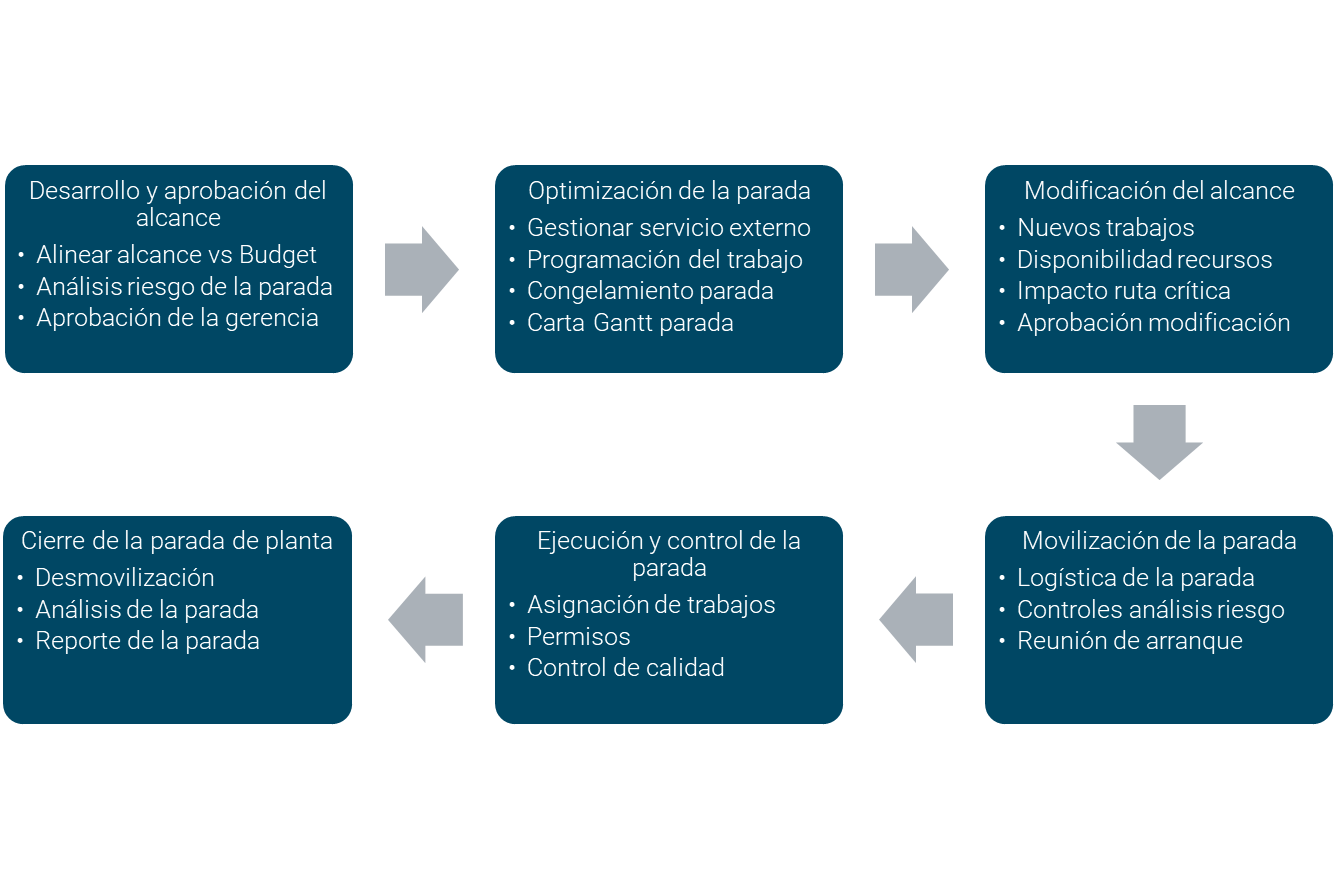 Desarrollo y aprobación del
alcance
• Alinear alcance vs Budget
• Análisis riesgo de la parada
• Aprobación de la gerencia
Optimización de la parada
• Gestionar servicio externo
• Programación del trabajo
• Congelamiento parada
• Carta Gantt parada
Modificación del alcance
• Nuevos trabajos
• Disponibilidad recursos
• Impacto ruta crítica
• Aprobación modificación
Movilización de la parada
• Logística de la parada
• Controles análisis riesgo
• Reunión de arranque
Ejecución y control de la
parada
• Asignación de trabajos
• Permisos
• Control de calidad
Cierre de la parada de planta
• Desmovilización
• Análisis de la parada
• Reporte de la parada